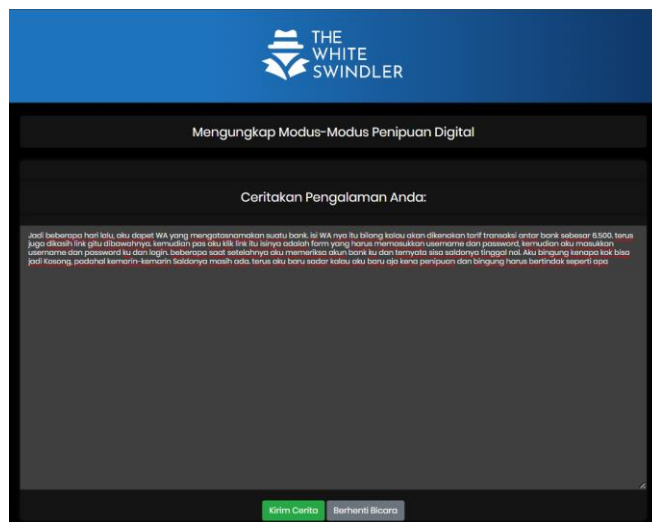 THE
WHITE
SWINDLER
Mengungkap Modus-Modus Penipuan Digital
Ceritakan Pengalaman Anda:
Jadi beberapa hari lalu, aku dapet WA yang mengatasnamakan suatu bank. isi WA nya itu bilang kalau akan dikenakan tarif transaksi antar bank sebesar 6.500. terus
juga dikasih link gitu dibawahnya. kemudian pas aku klik link itu isinya adalah form yang harus memasukkan username dan password, kemudian aku masukkan
username dan password ku dan login. beberapa saat setelahnya aku memeriksa akun bank ku dan ternyata sisa saldonya tinggal nol. Aku bingung kenapa kok bisa
jadi Kosong, padahal kemarin-kemarin Saldonya masih ada. terus aku baru sadar kalau aku baru aja kena penipuan dan bingung harus bertindak seperti apa
Kirim Cerita
Berhenti Bicara